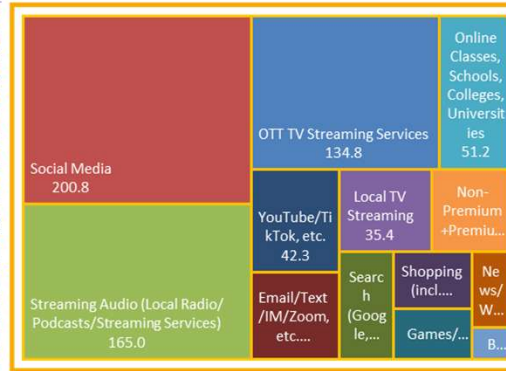 Social Media
200.8
Streaming Audio (Local Radio/
Podcasts/Streaming Services)
165.0
OTT TV Streaming Services
134.8
Online
Classes,
Schools,
Colleges,
Universit
ies
51.2
YouTube/Ti
kTok, etc.
42.3
Local TV
Streaming
35.4
Non-
Premium
+Premiu...
Email/Text
/IM/Zoom,
etc....
Searc
h
(Goog
le,...
Shopping
(incl....
Games/...
Ne
ws/
W...
B...